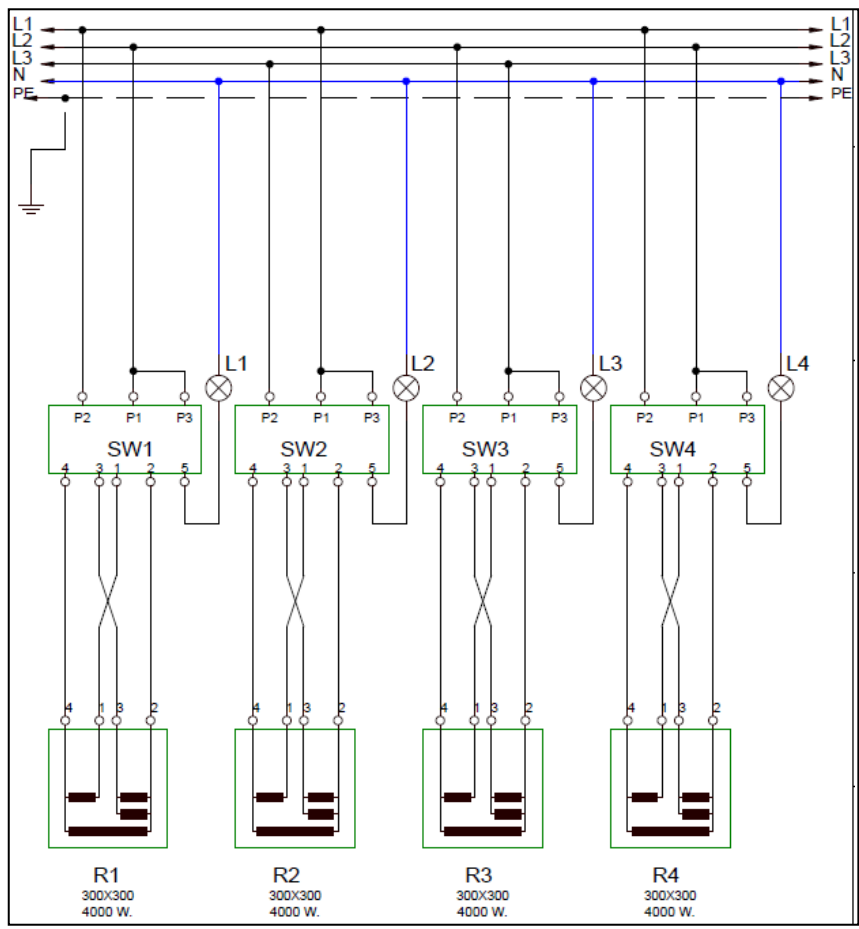 L1 L1
L2 L2
L3 L3
N N
PE PE
L1 L2 L3 L4
P2 P1 P3 P2 P1 P3 P2 P1 P3 P2 P1 P3
SW1 SW2 SW3 SW4
4 3 1 2 5 4 3 1 2 5 4 3 1 2 5 4 3 1 2 5
4 1 3 2 4 1 3 2 4 1 3 2 4 1 3 2
R1 R2 R3 R4
300X300 300X300 300X300 300X300
4000 W. 4000 W. 4000 W. 4000 W.